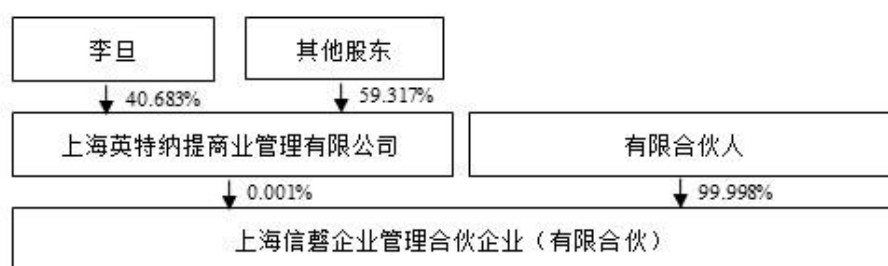 李旦 其他股东
40.683% 59.317%
上海英特纳提商业管理有限公司 有限合伙人
0.001% 99.998%
上海信磬企业管理合伙企业（有限合伙）